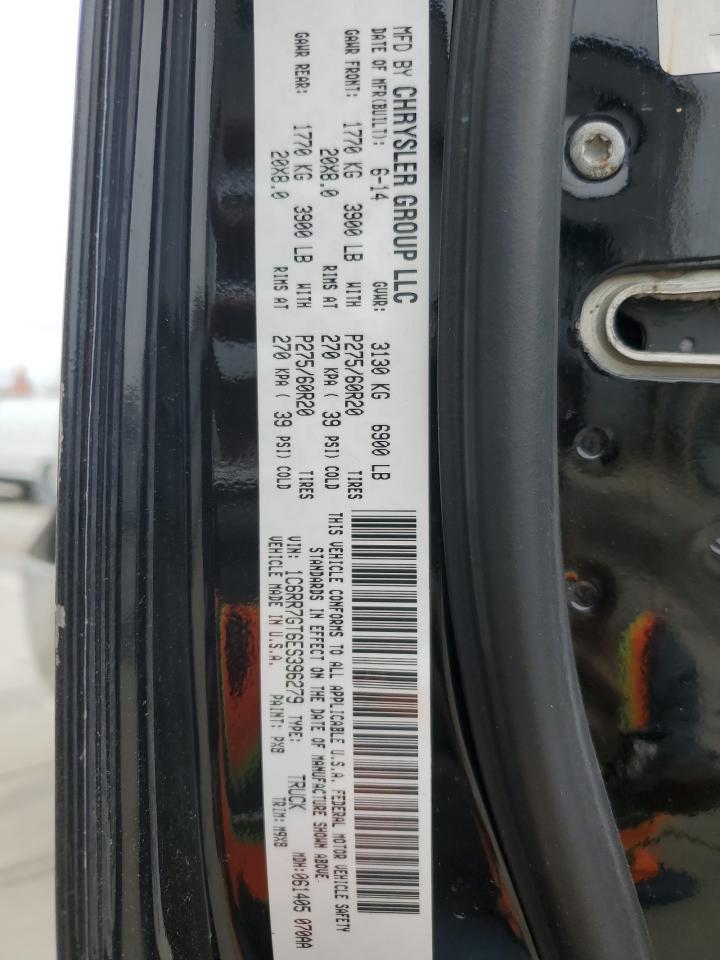 MFD BY CHRYSLER GROUP LLC
DATE OF MFR(BUILT): 6-14 GVWR: 3130 KG 6900 LB
GAWR FRONT: 1770 KG 3900 LB WITH P275/60R20 TIRES
20X8.0 RIMS AT 270 KPA ( 39 PSI) COLD
GAWR REAR: 1770 KG 3900 LB WITH P275/60R20 TIRES
20X8.0 RIMS AT 270 KPA ( 39 PSI) COLD
THIS VEHICLE CONFORMS TO ALL APPLICABLE U.S.A. FEDERAL MOTOR VEHICLE SAFETY
STANDARDS IN EFFECT ON THE DATE OF MANUFACTURE SHOWN ABOVE.
VIN: 1C6RR7GT6ES396279 TYPE: TRUCK MDH:061405 070AA
VEHICLE MADE IN U.S.A. PAINT: PX8 TRIM: M9X8